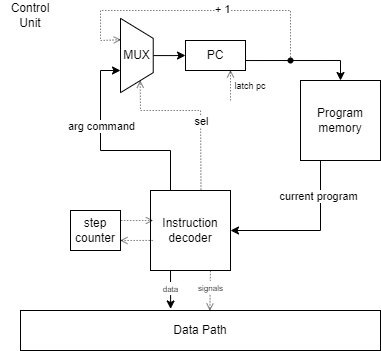 Control
Unit
+ 1
MUX
PC
latch pc
Program
memory
arg command
sel
current program
step
counter
Instruction
decoder
data
signals
Data Path